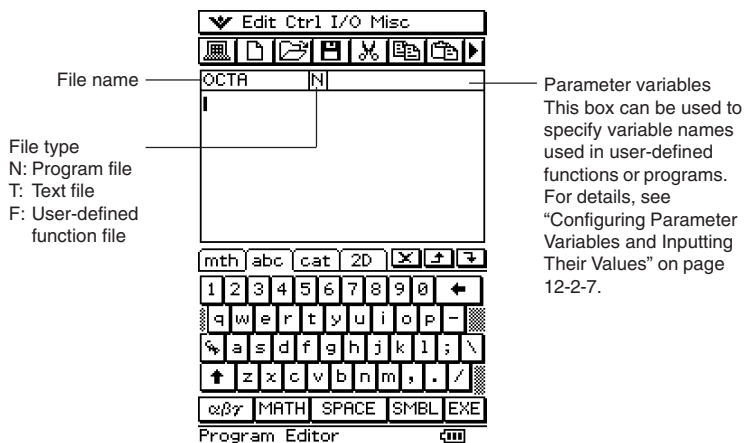 Edit Ctrl I/O Misc
File name
OCTA N
File type
N: Program file
T: Text file
F: User-defined
function file
Parameter variables
This box can be used to
specify variable names
used in user-defined
functions or programs.
For details, see
“Configuring Parameter
Variables and Inputting
Their Values” on page
12-2-7.
mth abc cat 2D
1 2 3 4 5 6 7 8 9 0
q w e r t y u i o p -
a s d f g h j k l ; \
z x c v b n m , . /
αβγ MATH SPACE SMBL EXE
Program Editor